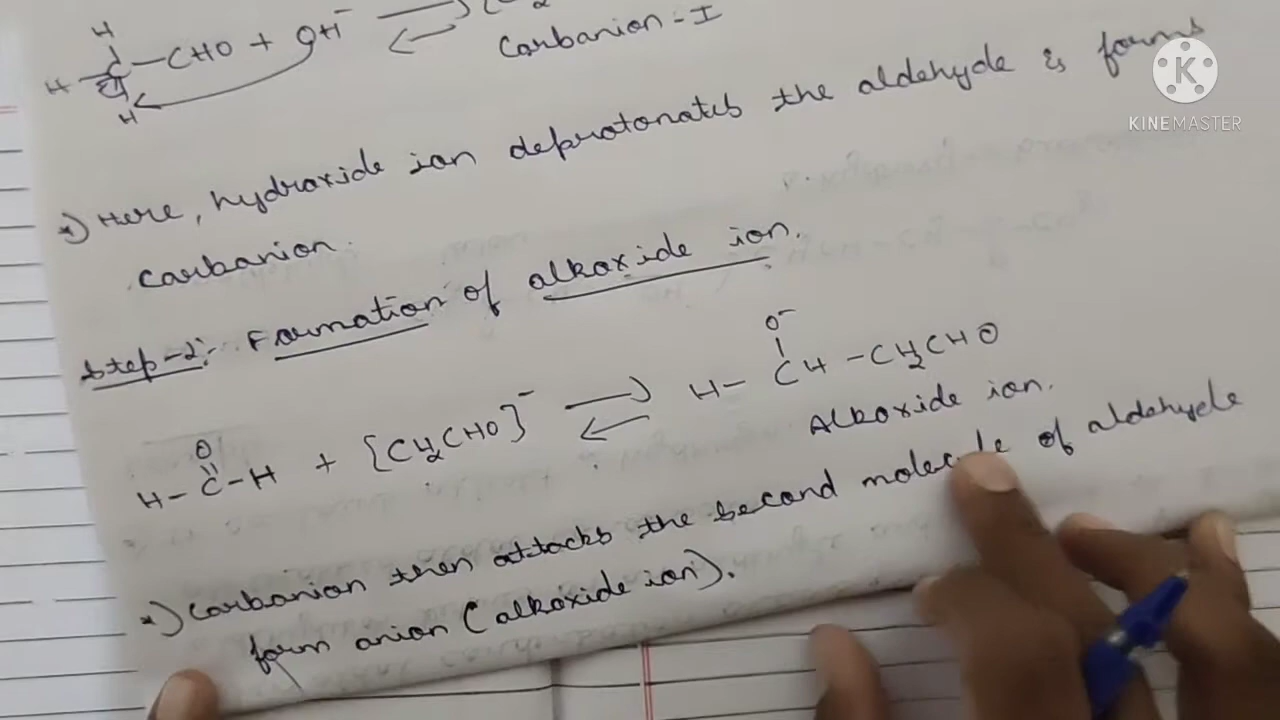 H
H - C - CHO + OH⁻ ⇌
H
Carbanion - I
K
KINEMASTER
*) Here, hydroxide ion deprotonates the aldehyde & forms
carbanion.
Step-2:- Formation of alkoxide ion.
O O⁻
H - C - H + [CH₂CHO]⁻ ⇌ H - CH - CH₂CHO
Alkoxide ion.
*) Carbanion then attacks the second molecule of aldehyde
form anion (alkoxide ion).